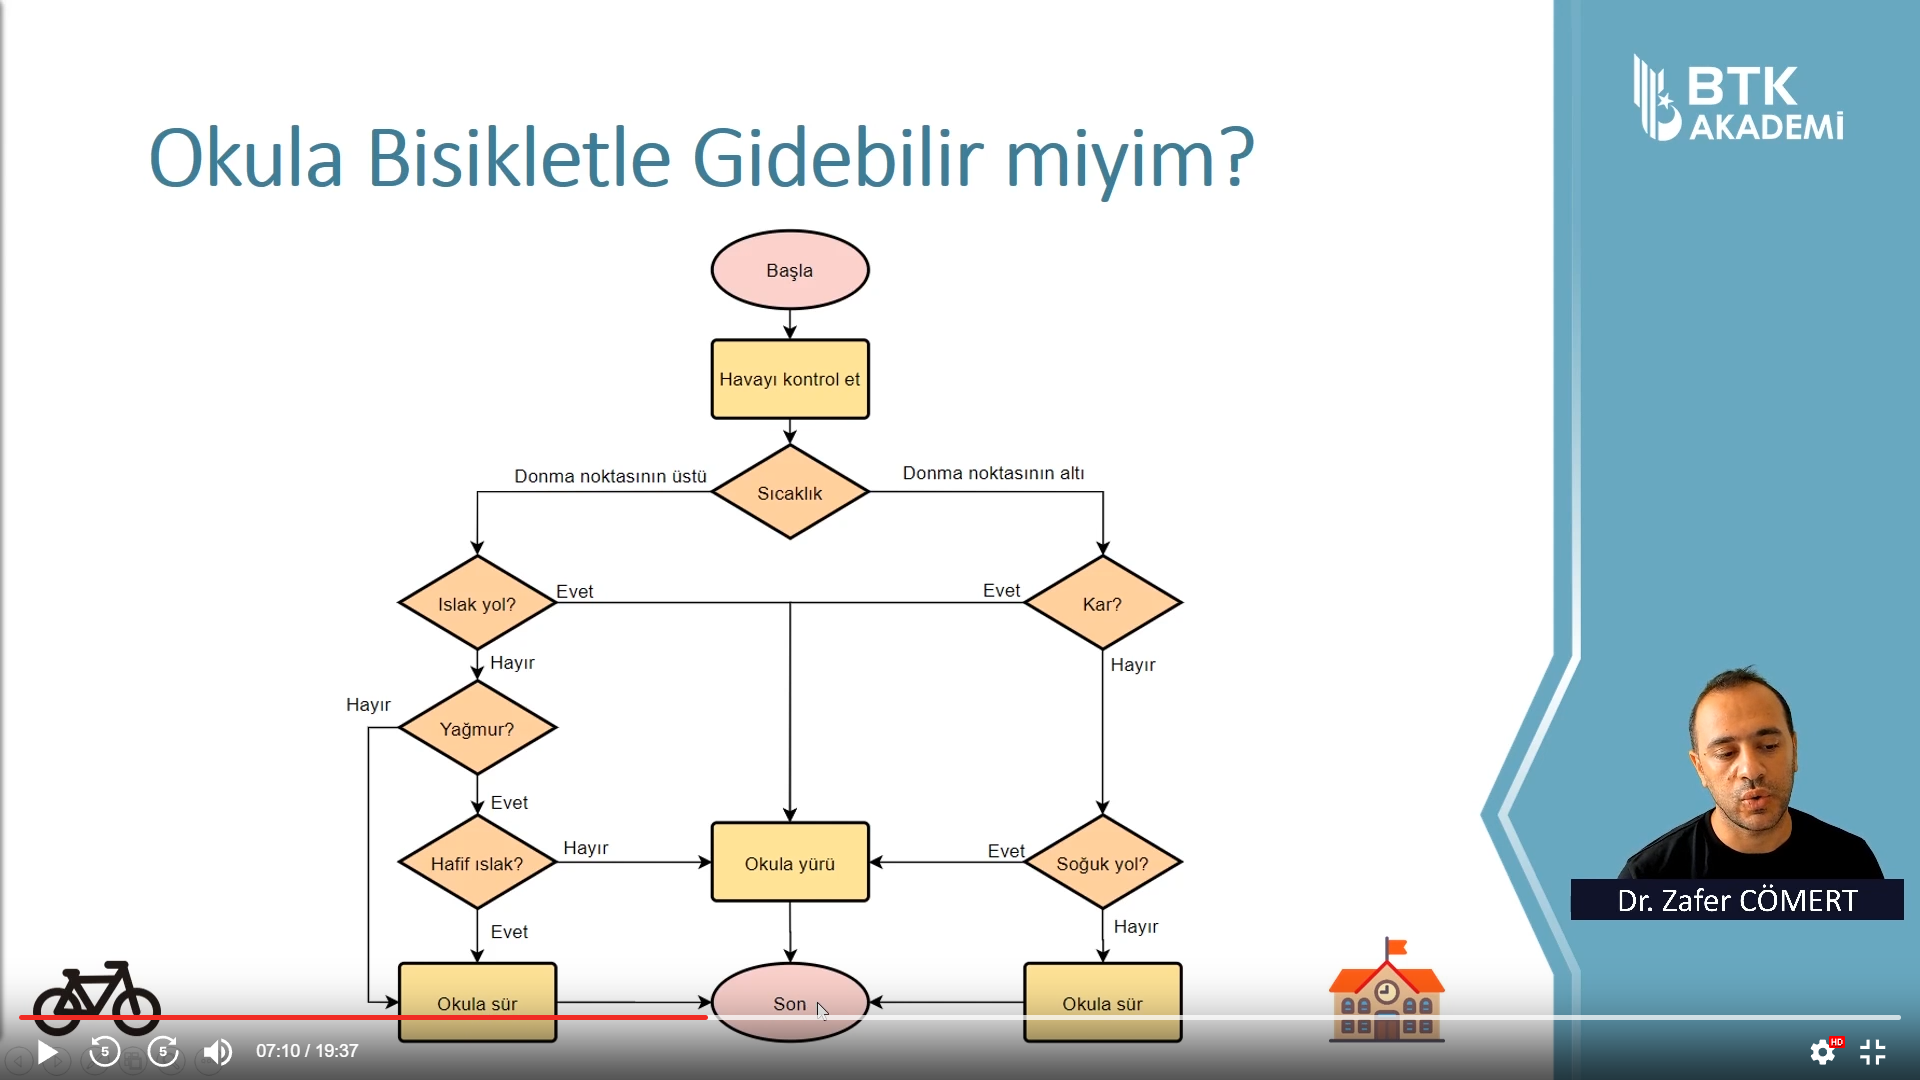 BTK
AKADEMİ
Okula Bisikletle Gidebilir miyim?
Başla
Havayı kontrol et
Donma noktasının üstü
Sıcaklık
Donma noktasının altı
Islak yol?
Evet
Evet
Kar?
Hayır
Hayır
Hayır
Yağmur?
Evet
Hafif ıslak?
Hayır
Okula yürü
Evet
Soğuk yol?
Evet
Hayır
Okula sür
Son
Okula sür
Dr. Zafer CÖMERT
5
5
07:10 / 19:37
HD